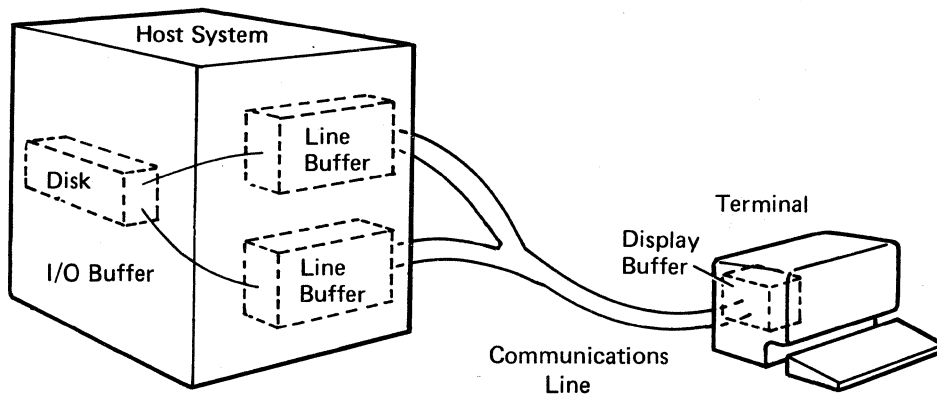 Host System
Line
Buffer
Disk
I/O Buffer
Line
Buffer
Terminal
Display
Buffer
Communications
Line